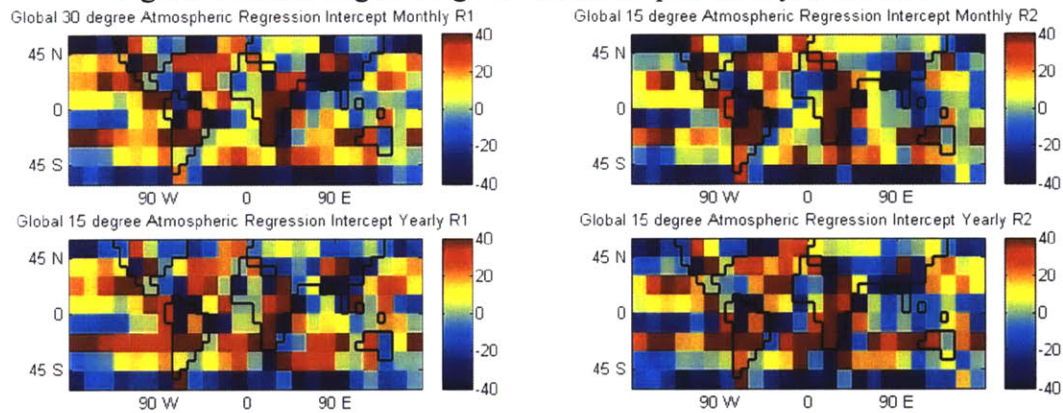 Global 30 degree Atmospheric Regression Intercept Monthly R1
45 N
0
45 S
90 W 0 90 E
40
20
0
-20
-40
Global 15 degree Atmospheric Regression Intercept Monthly R2
45 N
0
45 S
90 W 0 90 E
40
20
0
-20
-40
Global 15 degree Atmospheric Regression Intercept Yearly R1
45 N
0
45 S
90 W 0 90 E
40
20
0
-20
-40
Global 15 degree Atmospheric Regression Intercept Yearly R2
45 N
0
45 S
90 W 0 90 E
40
20
0
-20
-40